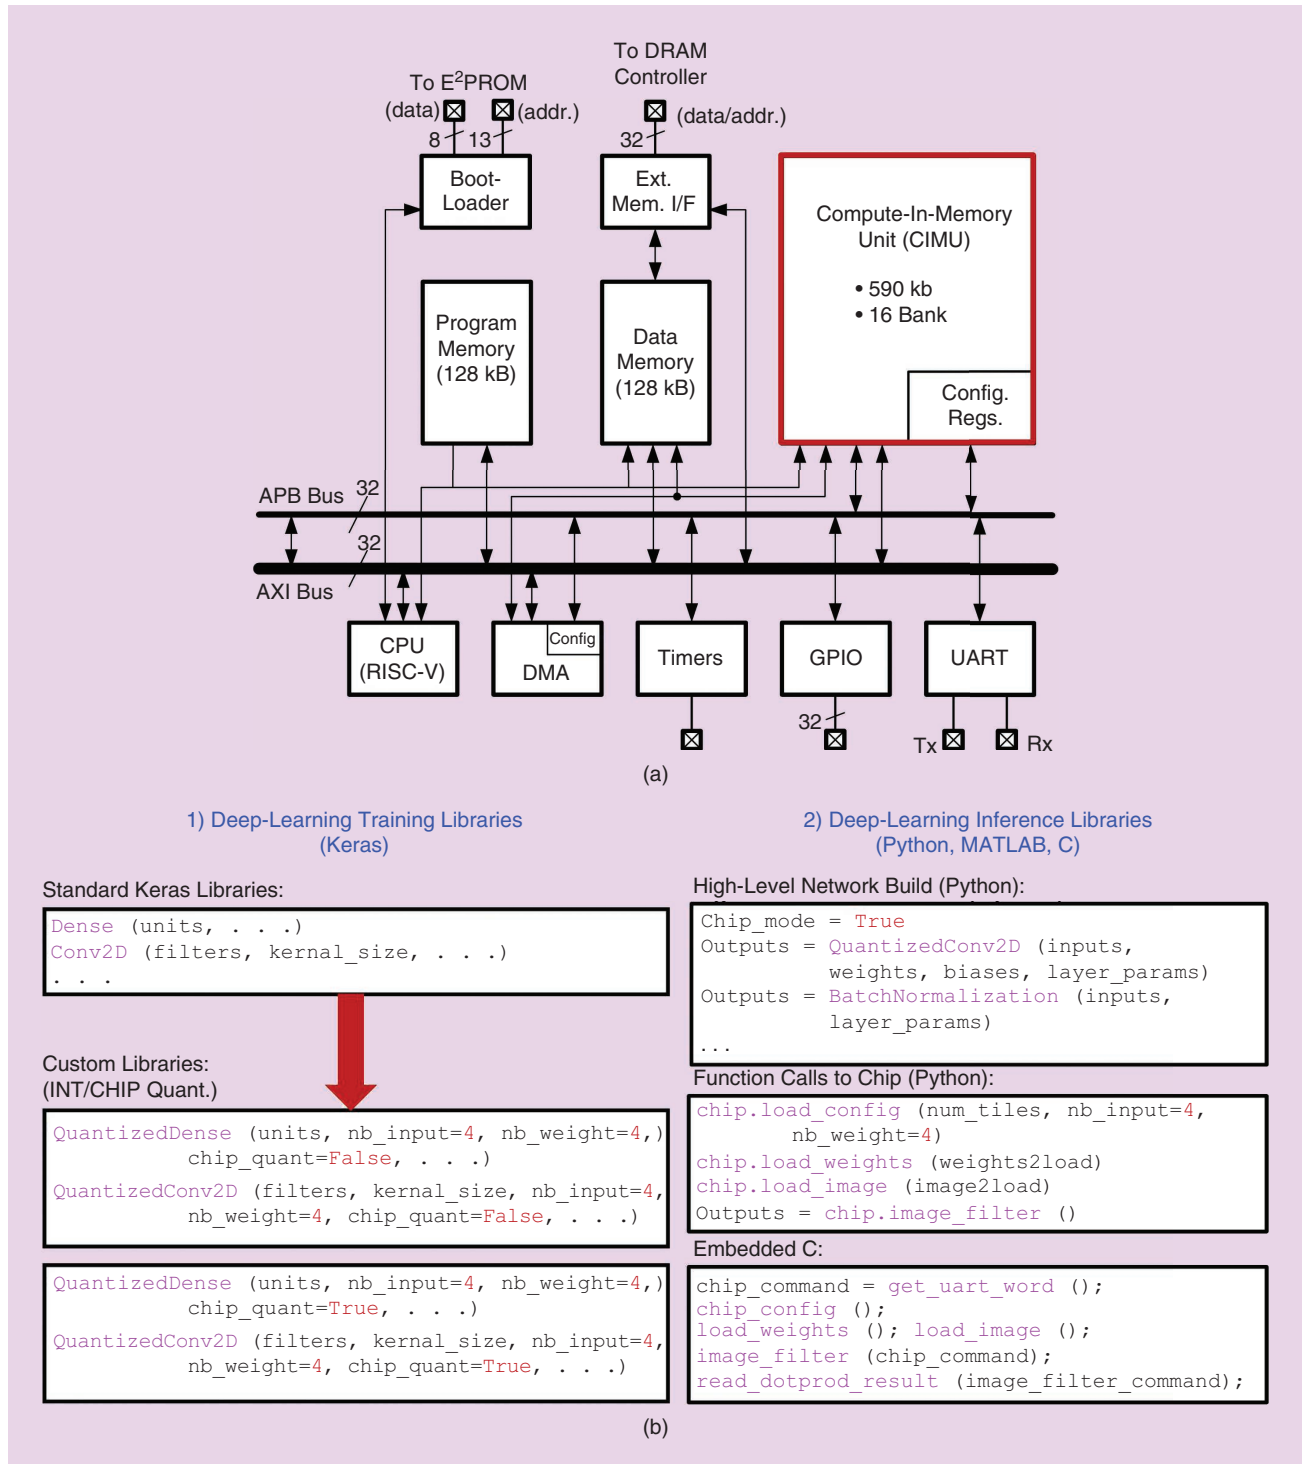 To DRAM
Controller
To E²PROM
(data)
(addr.)
(data/addr.)
8
13
32
Boot-
Loader
Ext.
Mem. I/F
Compute-In-Memory
Unit (CIMU)
• 590 kb
• 16 Bank
Program
Memory
(128 kB)
Data
Memory
(128 kB)
Config.
Regs.
APB Bus
32
32
AXI Bus
CPU
(RISC-V)
Config
DMA
Timers
GPIO
UART
32
Tx
Rx
(a)
1) Deep-Learning Training Libraries
(Keras)
Standard Keras Libraries:
Dense (units, . . .)
Conv2D (filters, kernal_size, . . .)
. . .
Custom Libraries:
(INT/CHIP Quant.)
QuantizedDense (units, nb_input=4, nb_weight=4,)
chip_quant=False, . . .)
QuantizedConv2D (filters, kernal_size, nb_input=4,
nb_weight=4, chip_quant=False, . . .)
QuantizedDense (units, nb_input=4, nb_weight=4,)
chip_quant=True, . . .)
QuantizedConv2D (filters, kernal_size, nb_input=4,
nb_weight=4, chip_quant=True, . . .)
2) Deep-Learning Inference Libraries
(Python, MATLAB, C)
High-Level Network Build (Python):
Chip_mode = True
Outputs = QuantizedConv2D (inputs,
weights, biases, layer_params)
Outputs = BatchNormalization (inputs,
layer_params)
...
Function Calls to Chip (Python):
chip.load_config (num_tiles, nb_input=4,
nb_weight=4)
chip.load_weights (weights2load)
chip.load_image (image2load)
Outputs = chip.image_filter ()
Embedded C:
chip_command = get_uart_word ();
chip_config ();
load_weights (); load_image ();
image_filter (chip_command);
read_dotprod_result (image_filter_command);
(b)